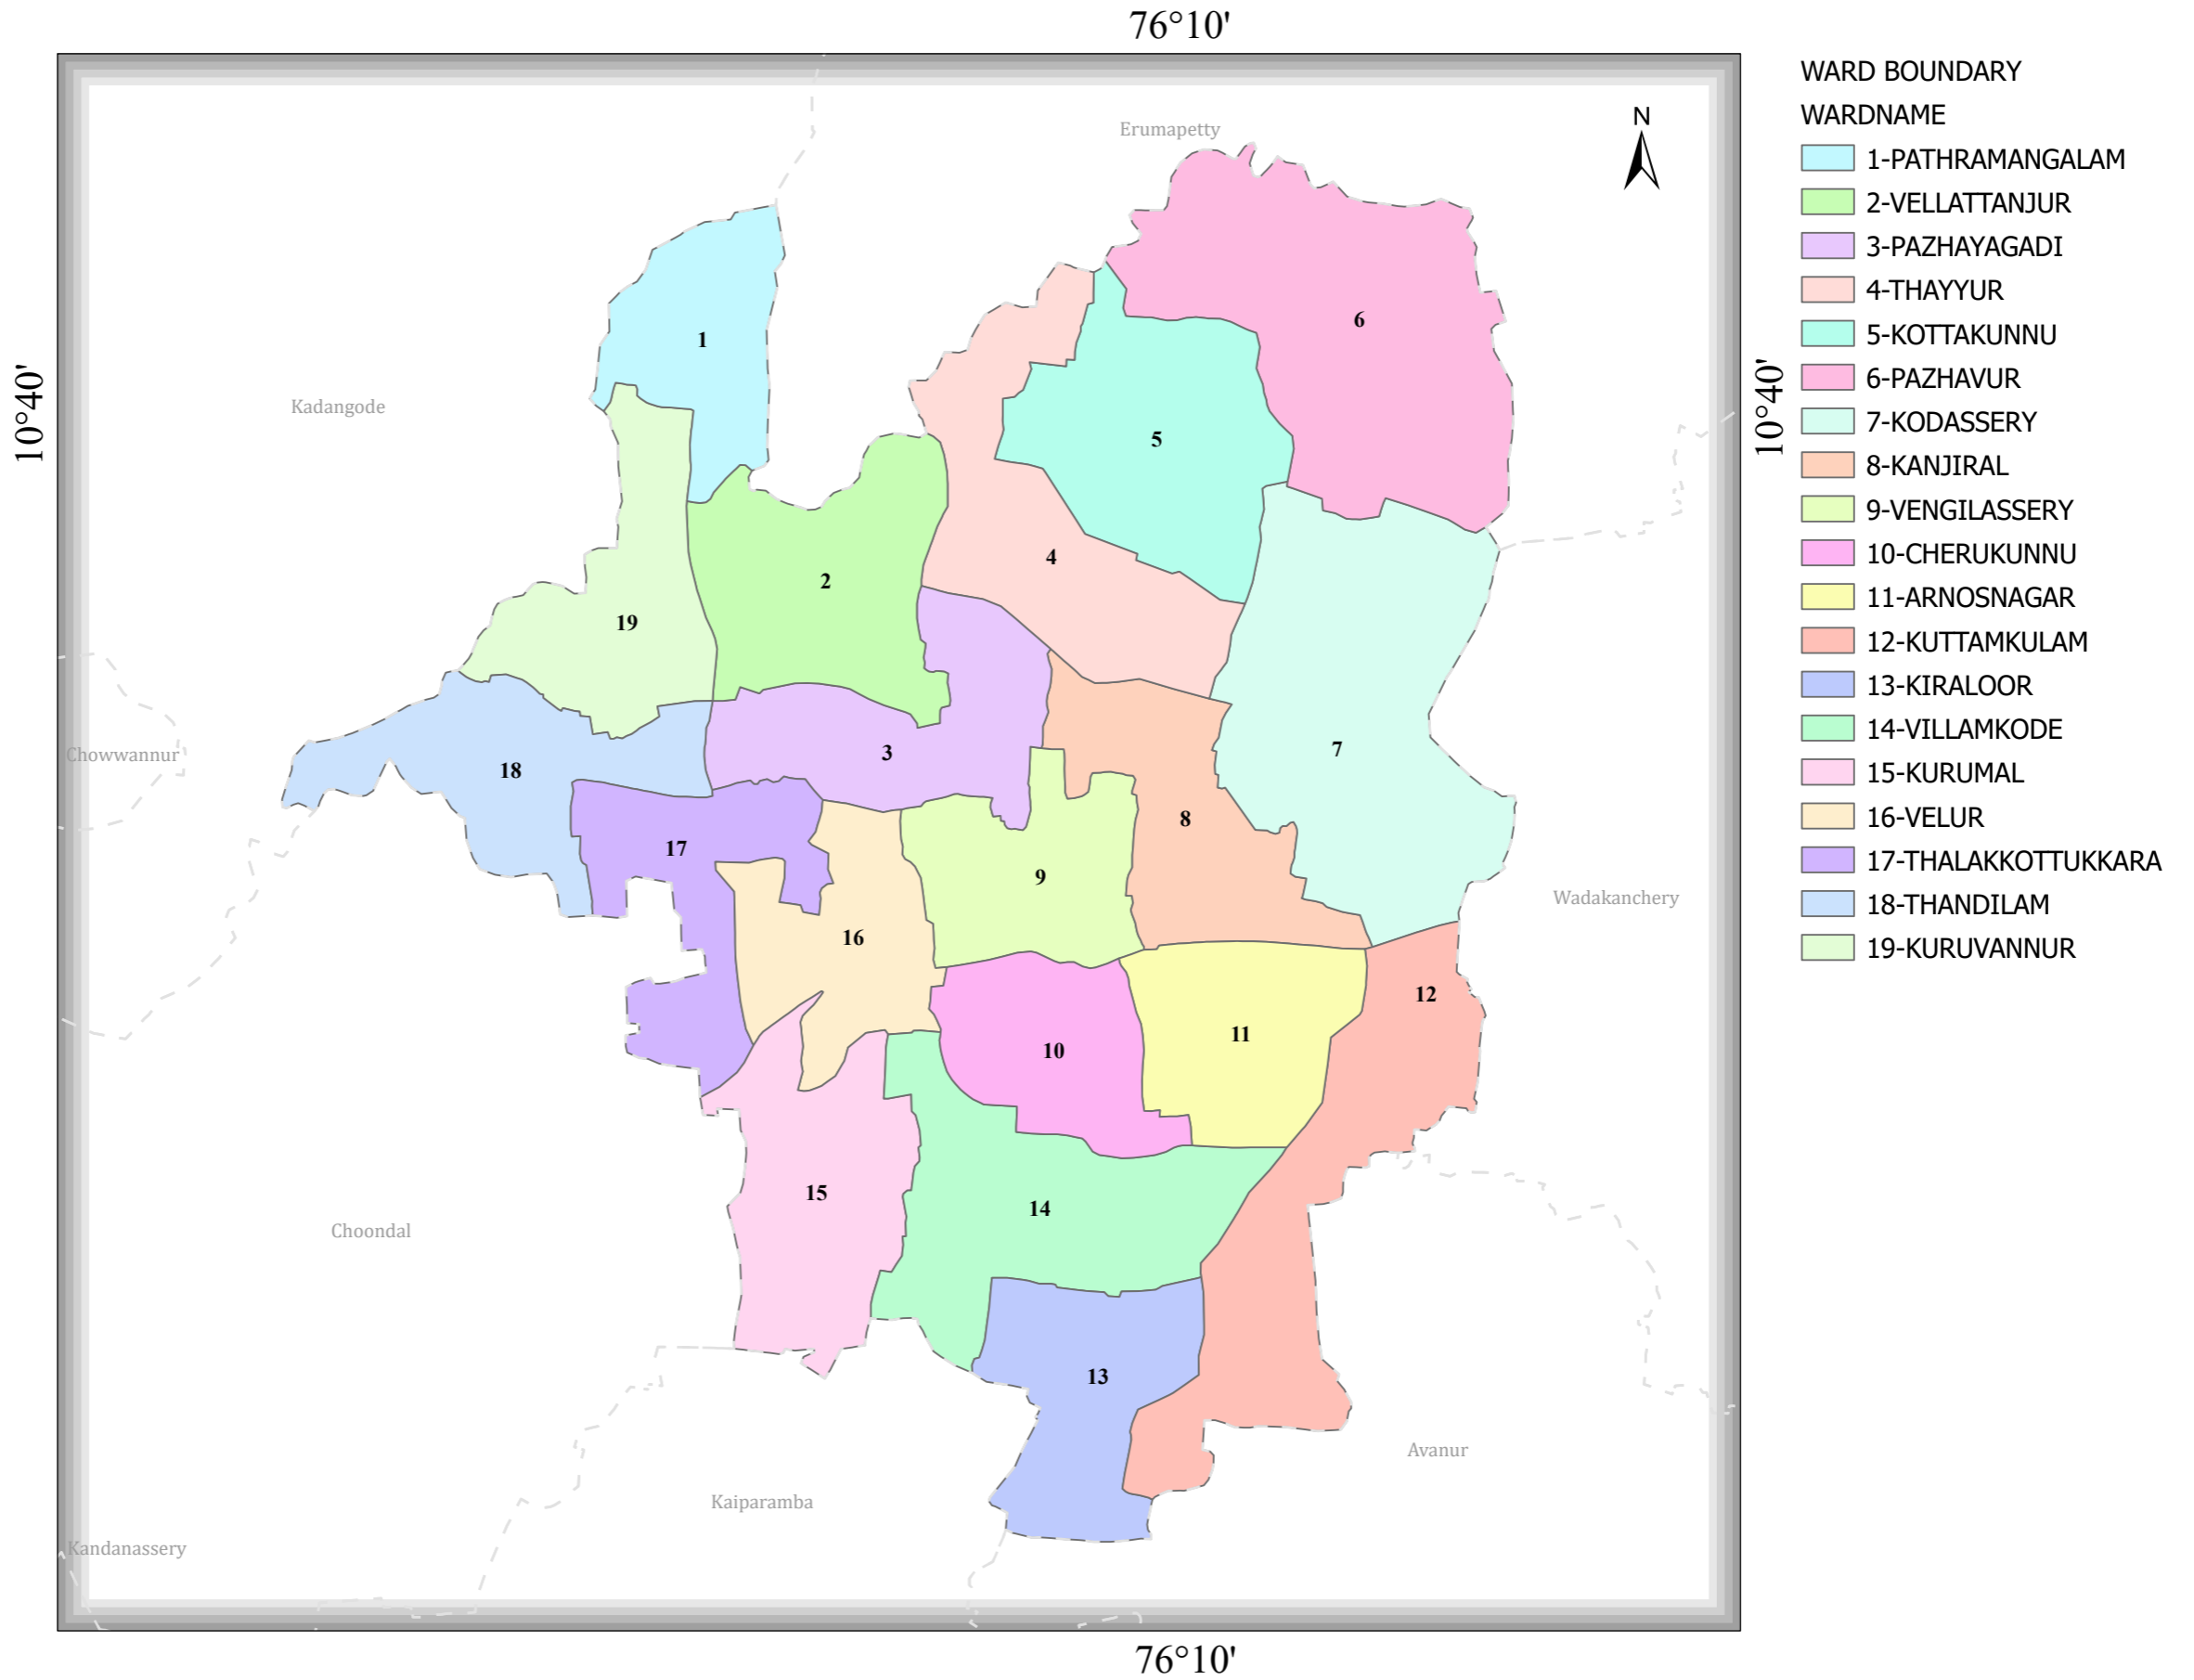 76°10'
WARD BOUNDARY
WARDNAME
1-PATHRAMANGALAM
2-VELLATTANJUR
3-PAZHAYAGADI
4-THAYYUR
5-KOTTAKUNNU
6-PAZHAVUR
7-KODASSERY
8-KANJIRAL
9-VENGILASSERY
10-CHERUKUNNU
11-ARNOSNAGAR
12-KUTTAMKULAM
13-KIRALOOR
14-VILLAMKODE
15-KURUMAL
16-VELUR
17-THALAKKOTTUKKARA
18-THANDILAM
19-KURUVANNUR
N
Erumapetty
6
1
Kadangode
10°40'
10°40'
5
4
2
19
7
3
Chowwannur
18
8
17
9
Wadakanchery
16
12
11
10
15
14
Choondal
13
Avanur
Kaiparamba
Kandanassery
76°10'